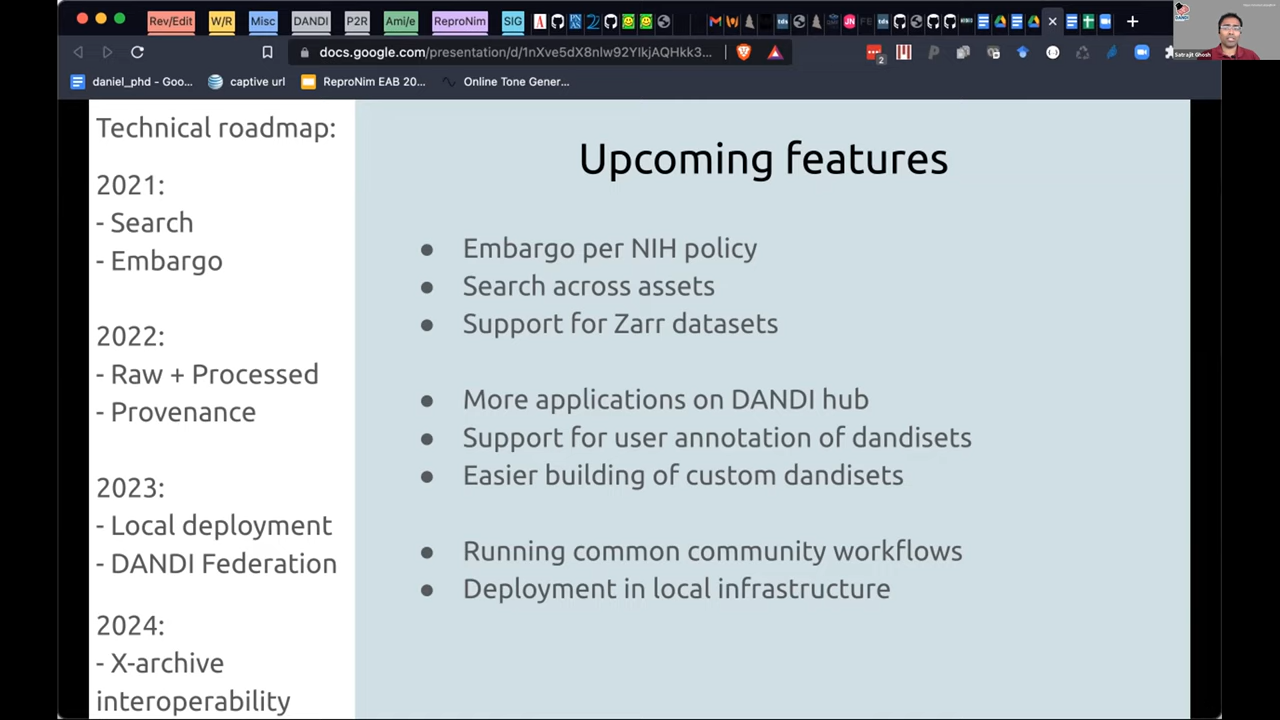 Rev/Edit W/R Misc DANDI P2R Ami/e ReproNim SIG
docs.google.com/presentation/d/1nXve5dX8nlw92YIkjAQHkk3...
daniel_phd - Goo... captive url ReproNim EAB 20... Online Tone Gener...
Satrajit Ghosh
Technical roadmap:
2021:
- Search
- Embargo
2022:
- Raw + Processed
- Provenance
2023:
- Local deployment
- DANDI Federation
2024:
- X-archive
interoperability
Upcoming features
● Embargo per NIH policy
● Search across assets
● Support for Zarr datasets
● More applications on DANDI hub
● Support for user annotation of dandisets
● Easier building of custom dandisets
● Running common community workflows
● Deployment in local infrastructure